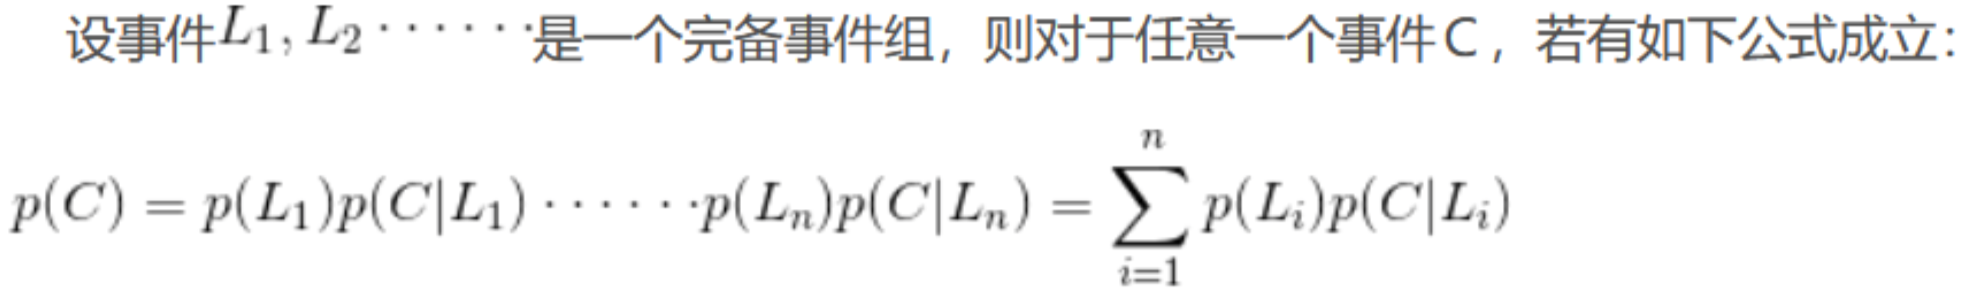 设事件L₁, L₂ ······是一个完备事件组，则对于任意一个事件C，若有如下公式成立：
p(C) = p(L₁)p(C|L₁) ······p(Lₙ)p(C|Lₙ) = ∑ⁿᵢ₌₁ p(Lᵢ)p(C|Lᵢ)